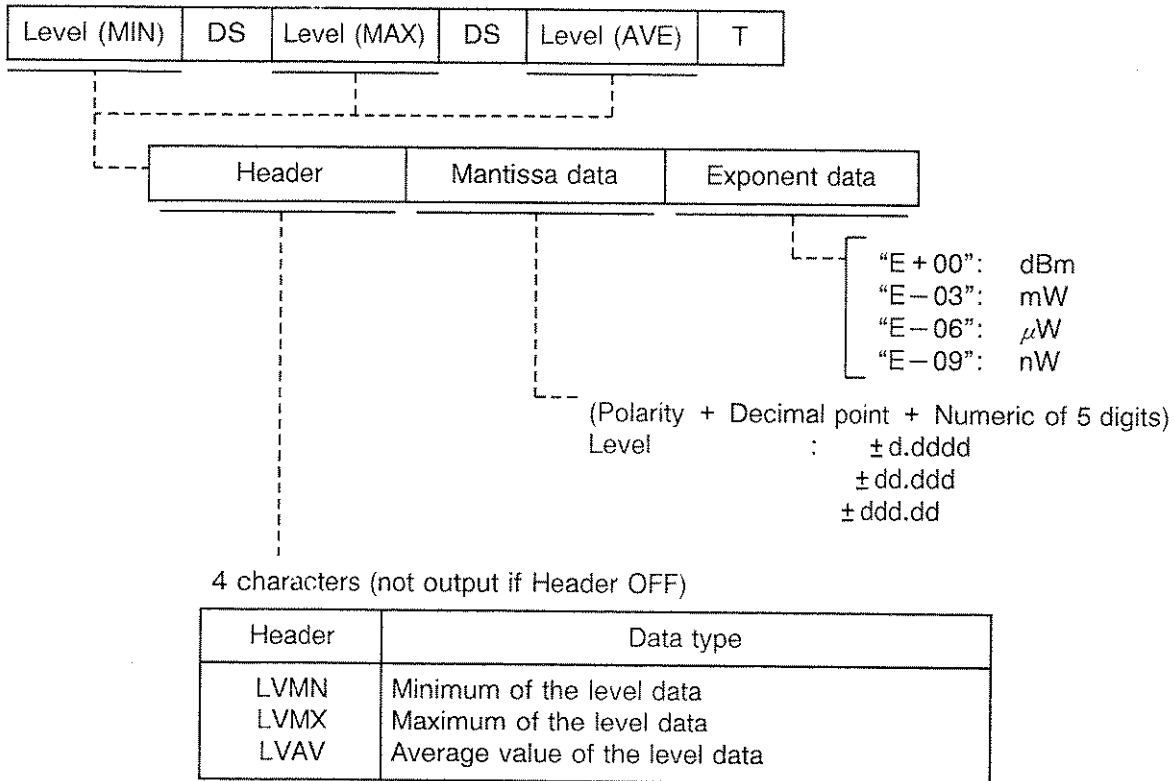 Level (MIN) DS Level (MAX) DS Level (AVE) T
Header Mantissa data Exponent data
“E+00”: dBm
“E−03”: mW
“E−06”: μW
“E−09”: nW
(Polarity + Decimal point + Numeric of 5 digits)
Level : ±d.dddd
±dd.ddd
±ddd.dd
4 characters (not output if Header OFF)
Header Data type
LVMN Minimum of the level data
LVMX Maximum of the level data
LVAV Average value of the level data